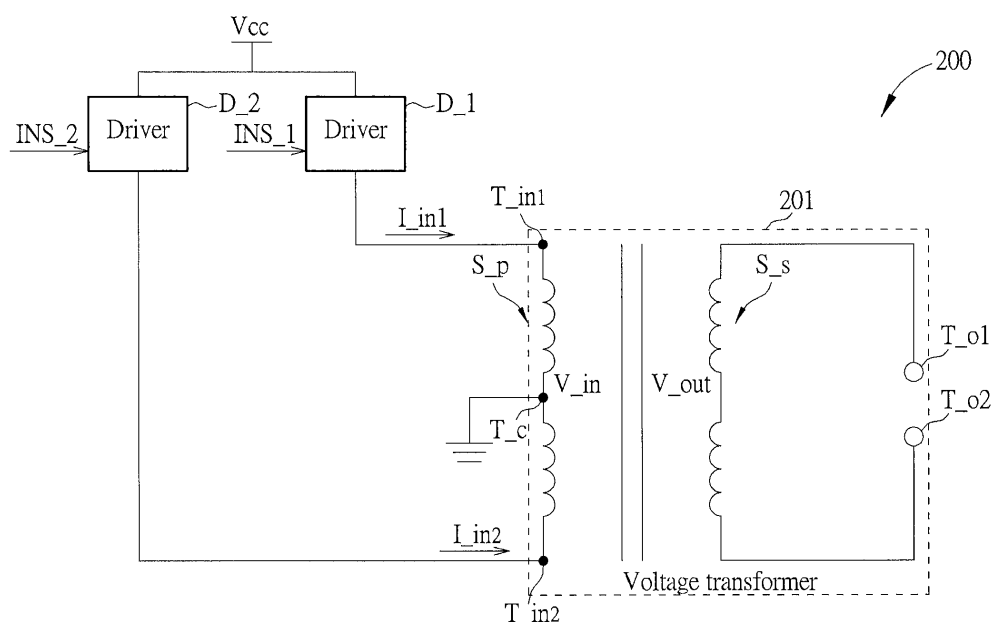 Vcc
200
D_2
D_1
INS_2
Driver
INS_1
Driver
T_in1
201
I_in1
S_p
S_s
T_o1
V_in
V_out
T_o2
T_c
I_in2
Voltage transformer
T_in2